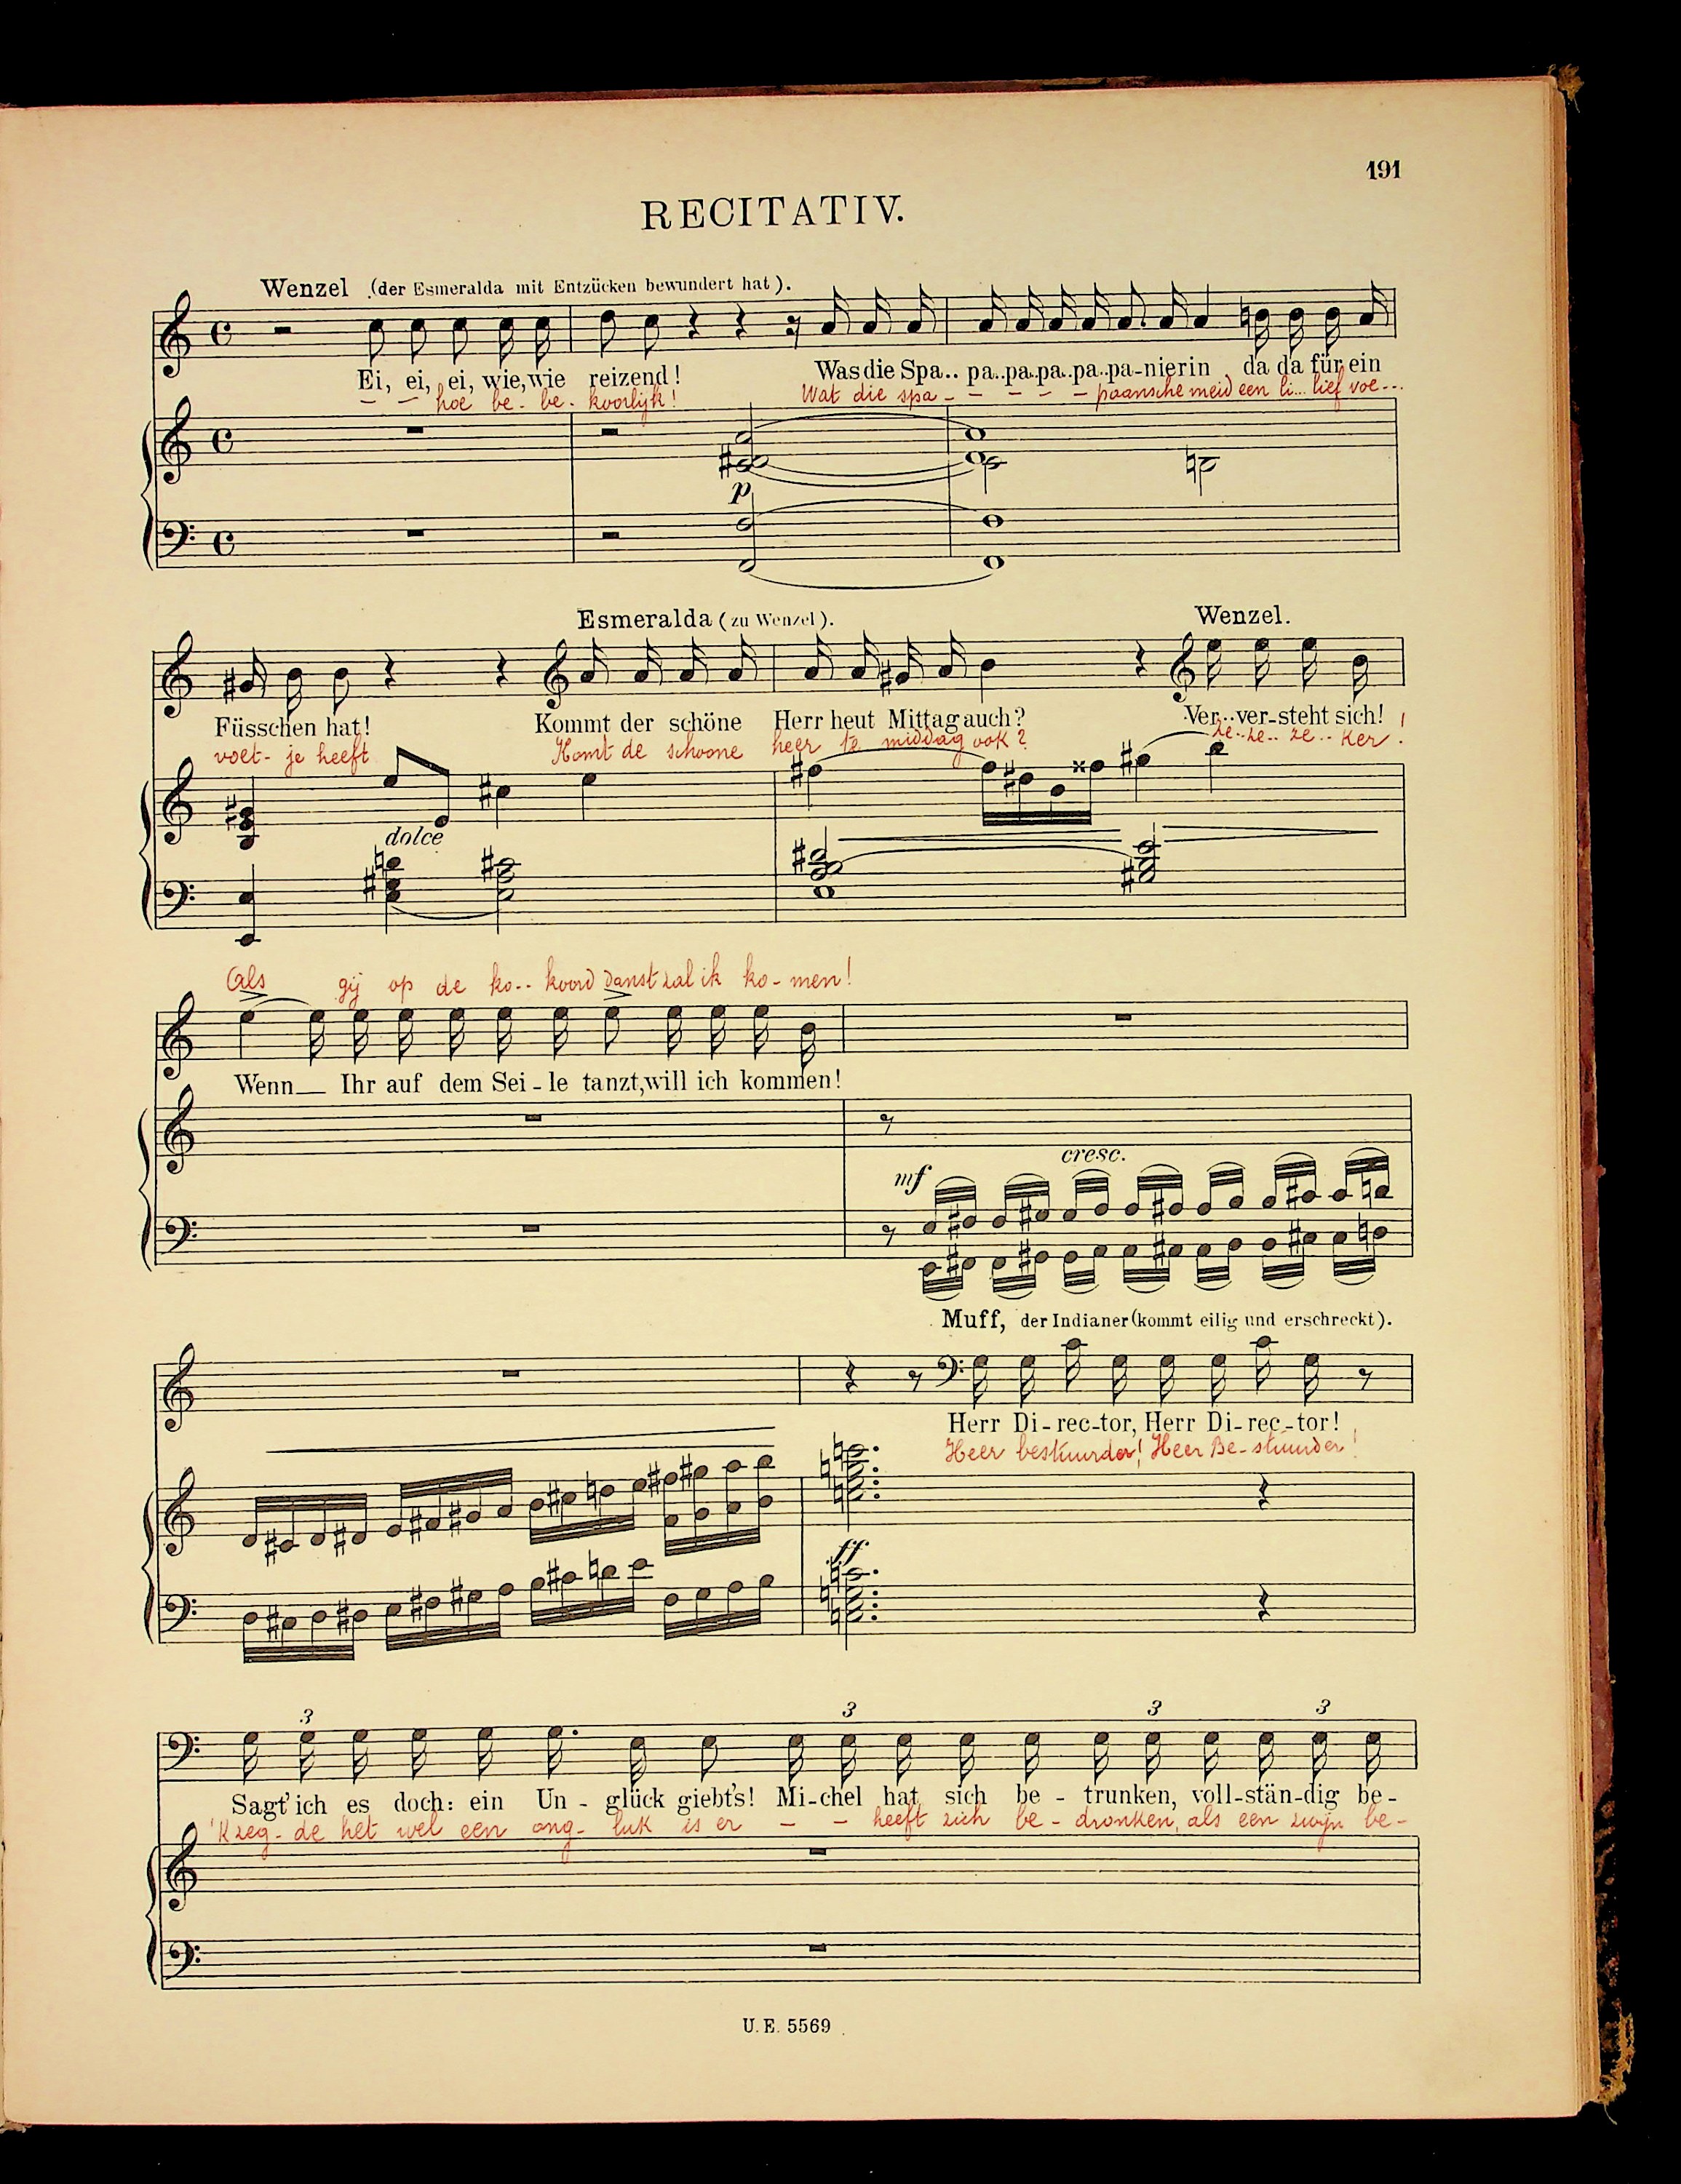 191
RECITATIV.
Wenzel (der Esmeralda mit Entzücken bewundert hat).
Ei, ei, ei, wie, wie reizend! Was die Spa.. pa..pa..pa..pa..pa-nierin da da für ein
– – hoe be- be- koorlijk! Wat die spa - - - - - paansche meid een li... lief voe...
p
Esmeralda (zu Wenzel). Wenzel.
Füsschen hat! Kommt der schöne Herr heut Mittag auch? Ver...ver-steht sich!
voet- je heeft Komt de schoone heer te middag ook? ze..ze.. ze.. ker!
dolce
Als gij op de ko.. koord danst zal ik ko- men!
Wenn Ihr auf dem Sei-le tanzt, will ich kommen!
mf cresc.
Muff, der Indianer (kommt eilig und erschreckt).
Herr Di-rec-tor, Herr Di-rec-tor!
Heer bestuurder! Heer Be-stuurder!
ff
3 3 3 3
Sagt' ich es doch: ein Un - glück giebt's! Mi-chel hat sich be - trunken, voll-stän-dig be-
'K zeg- de het wel een ong- luk is er – – heeft zich be - dronken, als een zwijn be-
U. E. 5569